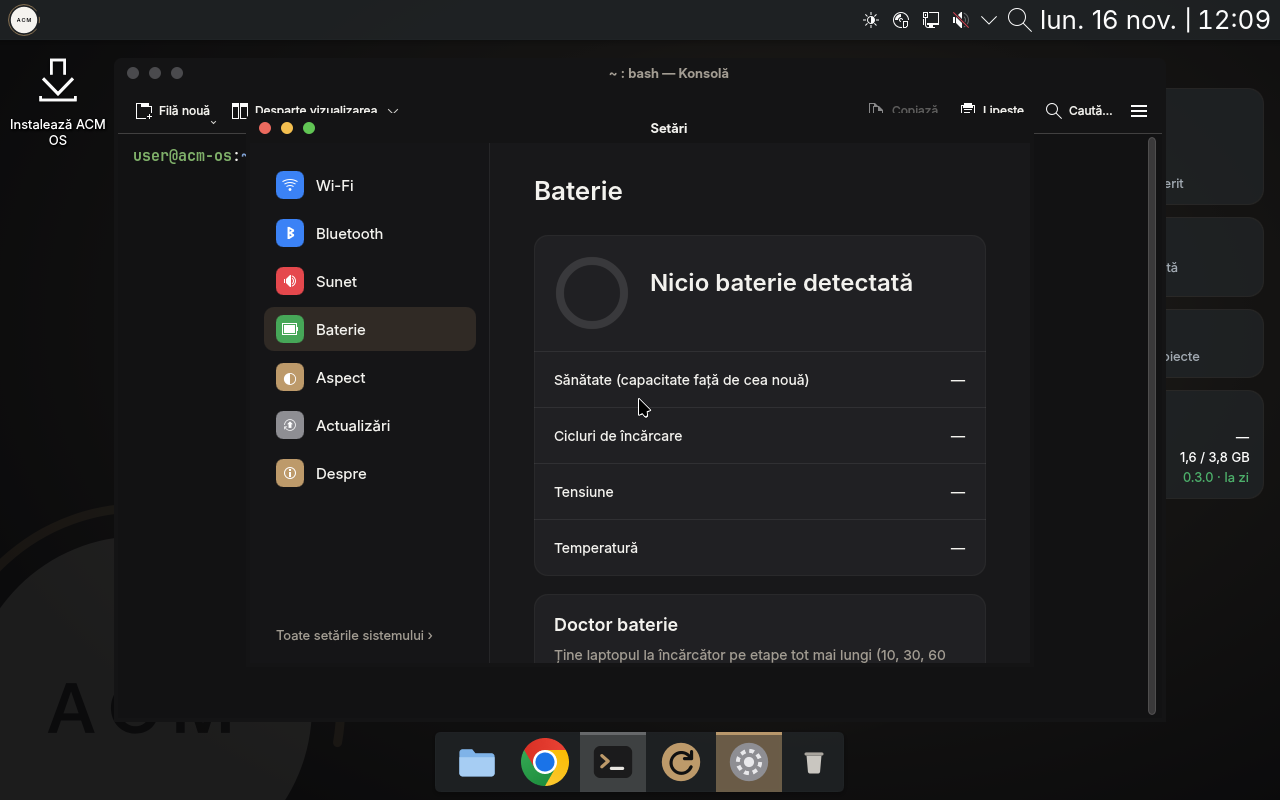 ACM
lun. 16 nov. | 12:09
Instalează ACM
OS
~ : bash — Konsolă
Filă nouă
Desparte vizualizarea
Copiază
Lipește
Caută...
user@acm-os:~
Setări
Wi-Fi
Bluetooth
Sunet
Baterie
Aspect
Actualizări
Despre
Toate setările sistemului ›
Baterie
Nicio baterie detectată
Sănătate (capacitate față de cea nouă) —
Cicluri de încărcare —
Tensiune —
Temperatură —
Doctor baterie
Ține laptopul la încărcător pe etape tot mai lungi (10, 30, 60
—
1,6 / 3,8 GB
0.3.0 · la zi
ACM